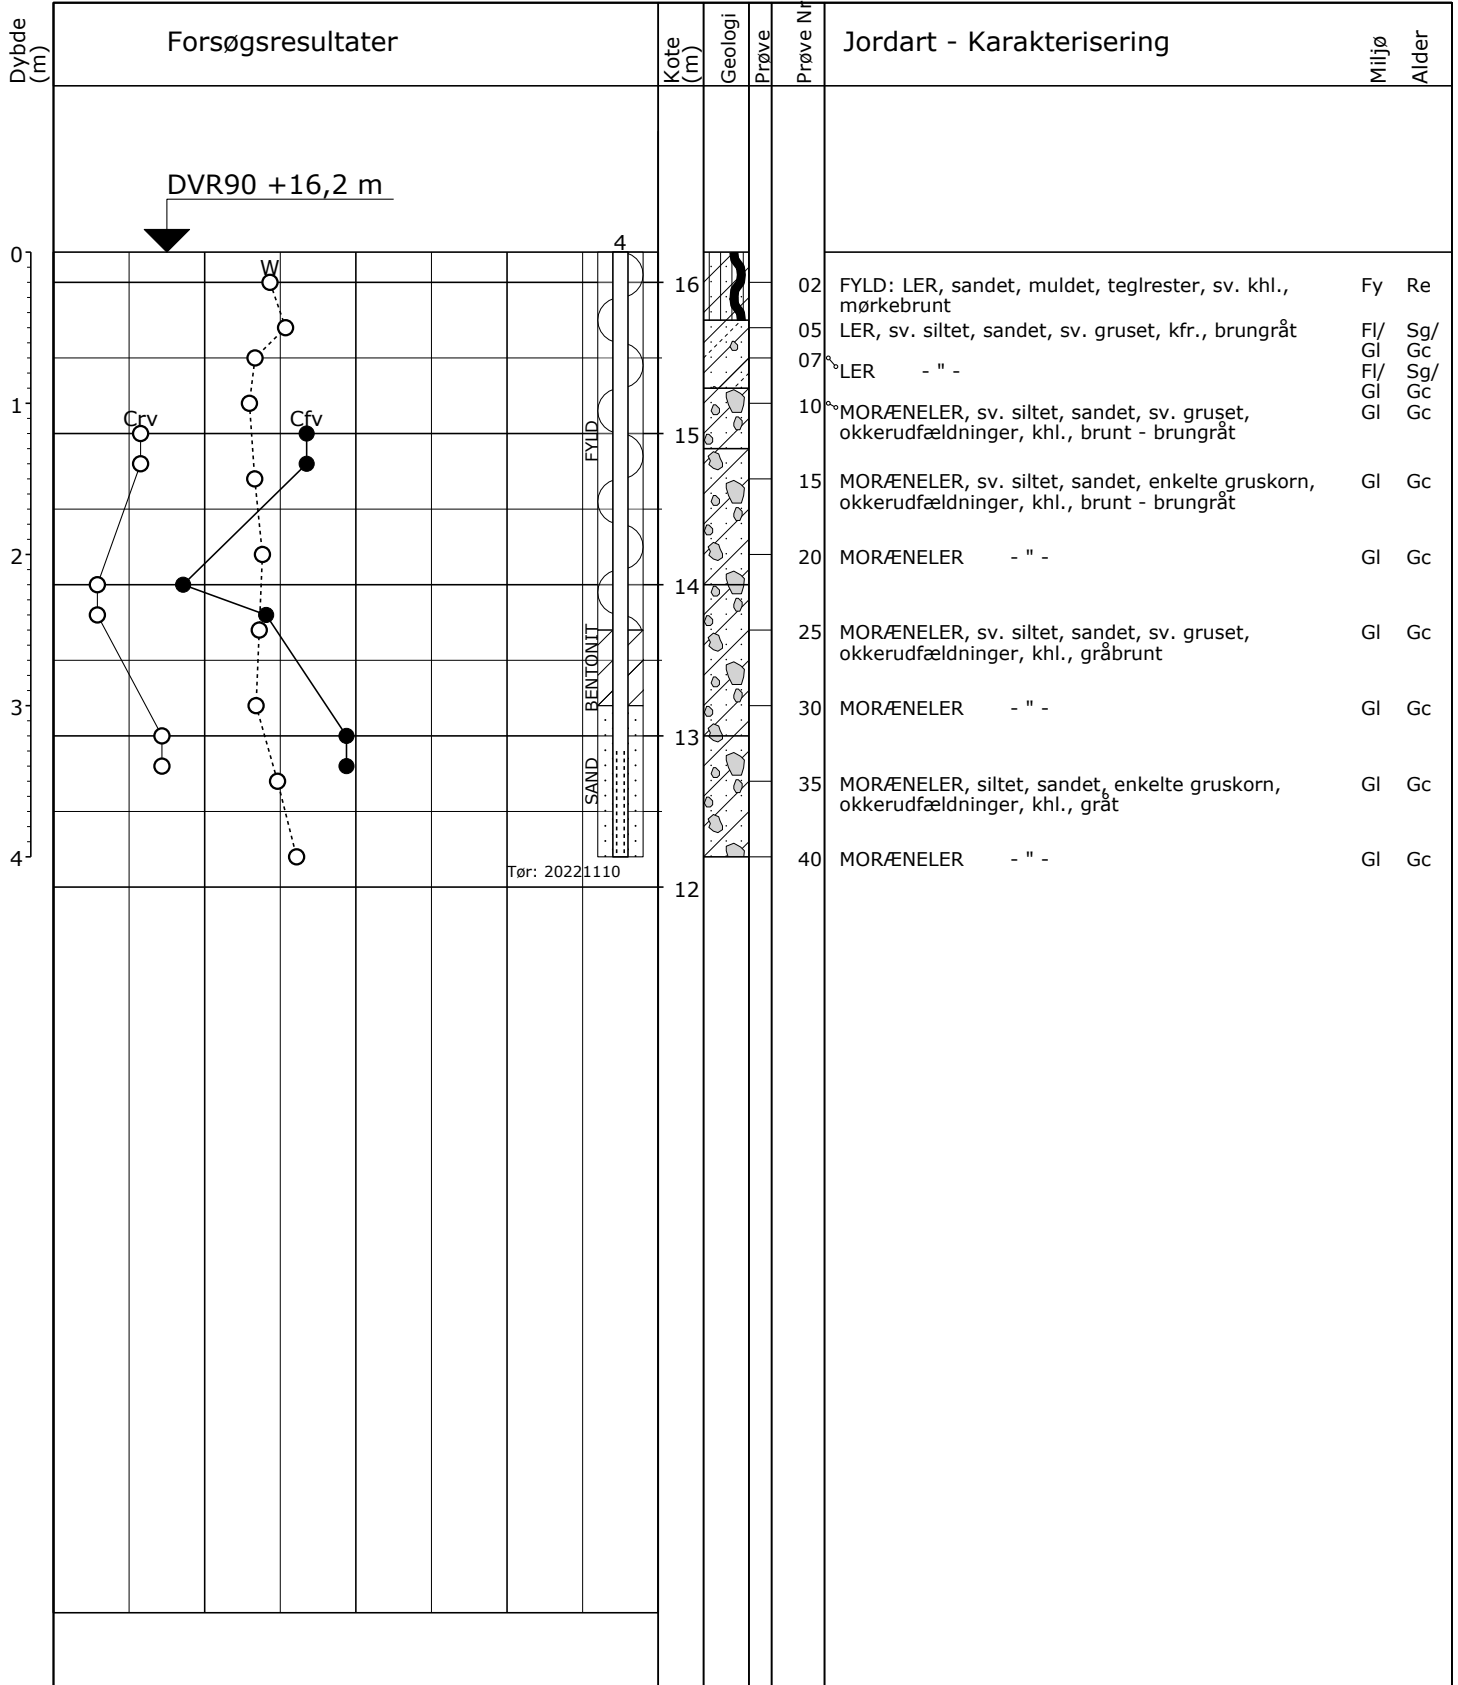 Dybde
(m)
Forsøgsresultater
Kote
(m)
Geologi
Prøve
Prøve Nr
Jordart - Karakterisering
Miljø
Alder
DVR90 +16,2 m
0
1
2
3
4
W
Crv
Cfv
4
FYLD
BENTONIT
SAND
Tør: 20221110
16
15
14
13
12
02 FYLD: LER, sandet, muldet, teglrester, sv. khl., Fy Re
mørkebrunt
05 LER, sv. siltet, sandet, sv. gruset, kfr., brungråt Fl/ Sg/
Gl Gc
07 LER - " - Fl/ Sg/
Gl Gc
10 MORÆNELER, sv. siltet, sandet, sv. gruset, Gl Gc
okkerudfældninger, khl., brunt - brungråt
15 MORÆNELER, sv. siltet, sandet, enkelte gruskorn, Gl Gc
okkerudfældninger, khl., brunt - brungråt
20 MORÆNELER - " - Gl Gc
25 MORÆNELER, sv. siltet, sandet, sv. gruset, Gl Gc
okkerudfældninger, khl., gråbrunt
30 MORÆNELER - " - Gl Gc
35 MORÆNELER, siltet, sandet, enkelte gruskorn, Gl Gc
okkerudfældninger, khl., gråt
40 MORÆNELER - " - Gl Gc